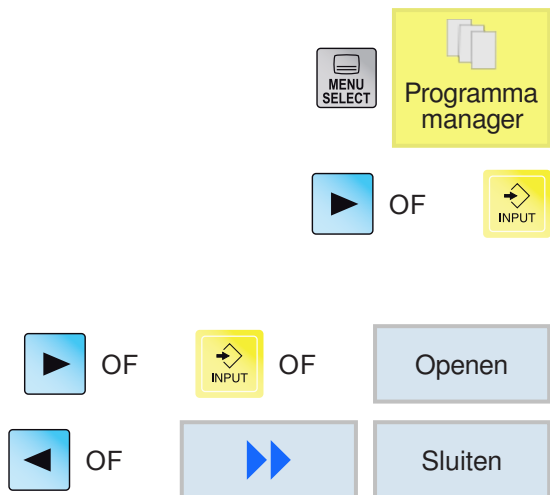 MENU
SELECT
Programma
manager
OF
INPUT
OF
INPUT
OF
Openen
OF
Sluiten